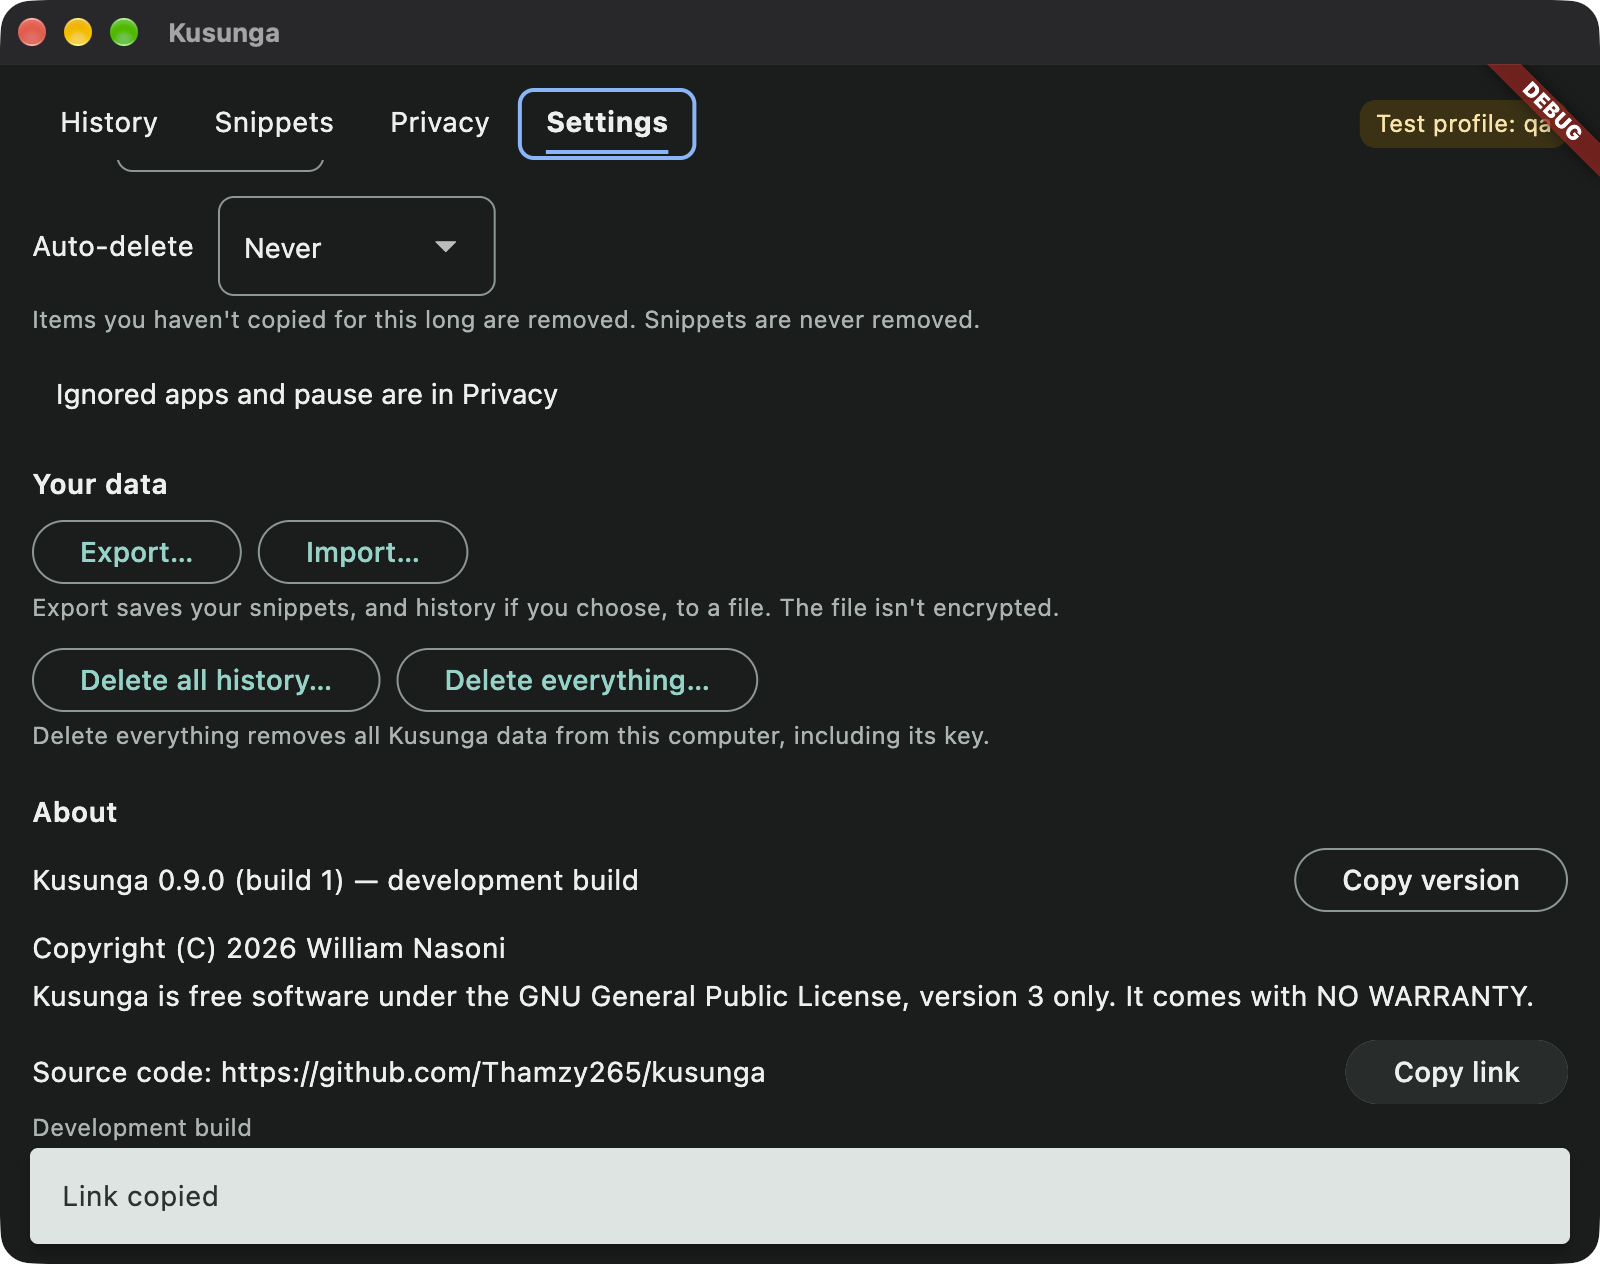 Kusunga
History Snippets Privacy Settings
Test profile: qa
DEBUG
Auto-delete Never
Items you haven't copied for this long are removed. Snippets are never removed.
Ignored apps and pause are in Privacy
Your data
Export... Import...
Export saves your snippets, and history if you choose, to a file. The file isn't encrypted.
Delete all history... Delete everything...
Delete everything removes all Kusunga data from this computer, including its key.
About
Kusunga 0.9.0 (build 1) — development build Copy version
Copyright (C) 2026 William Nasoni
Kusunga is free software under the GNU General Public License, version 3 only. It comes with NO WARRANTY.
Source code: https://github.com/Thamzy265/kusunga Copy link
Development build
Link copied